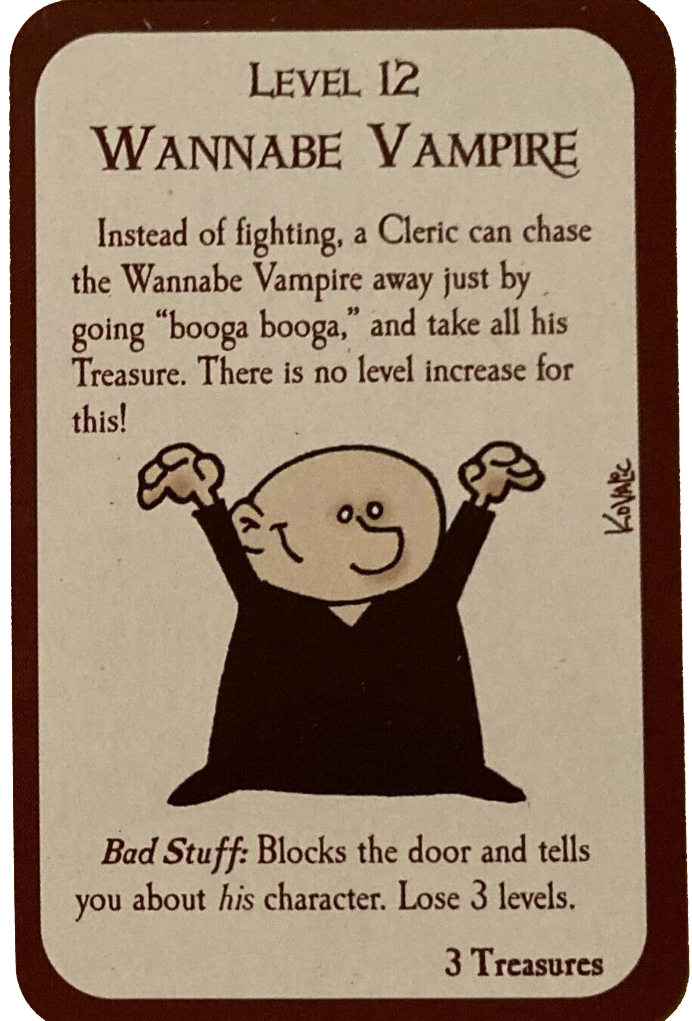 LEVEL 12
WANNABE VAMPIRE
Instead of fighting, a Cleric can chase
the Wannabe Vampire away just by
going “booga booga,” and take all his
Treasure. There is no level increase for
this!
KOVALIC
Bad Stuff: Blocks the door and tells
you about his character. Lose 3 levels.
3 Treasures